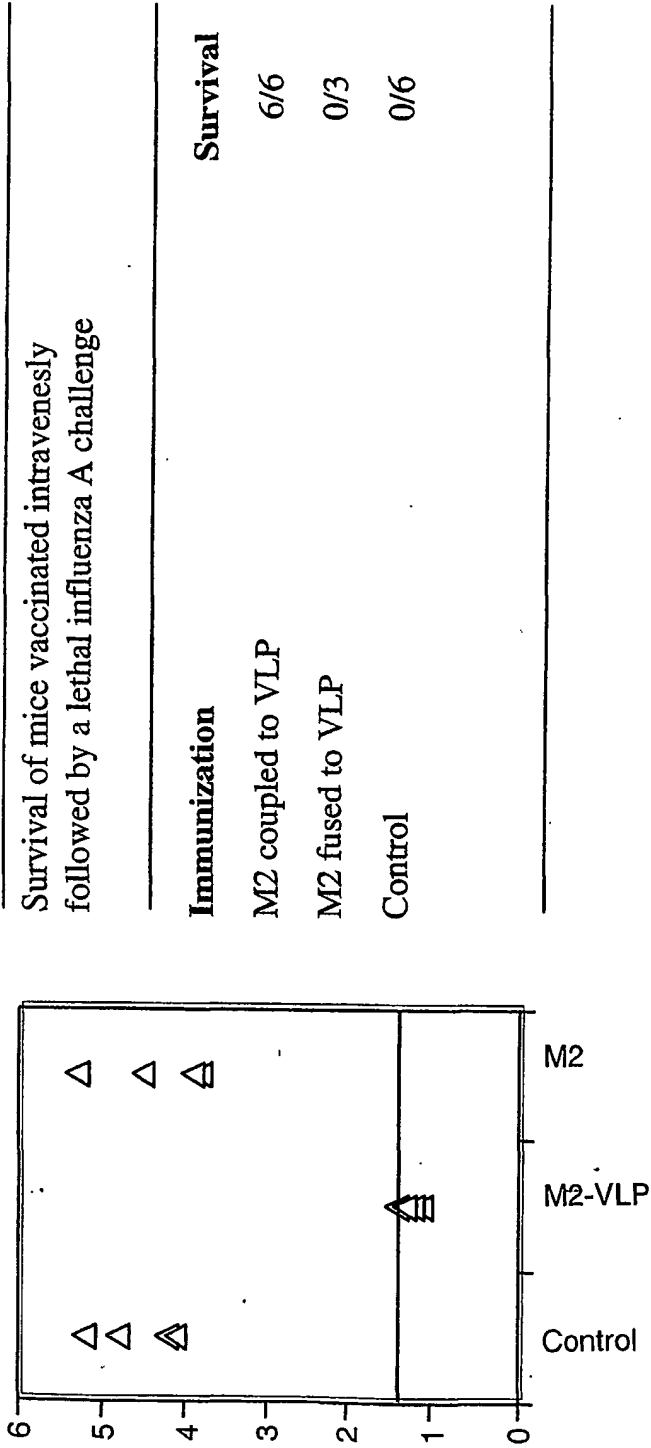 6
5
4
3
2
1
0
Control
M2-VLP
M2
Survival of mice vaccinated intravenesly
followed by a lethal influenza A challenge
Immunization Survival
M2 coupled to VLP 6/6
M2 fused to VLP 0/3
Control 0/6